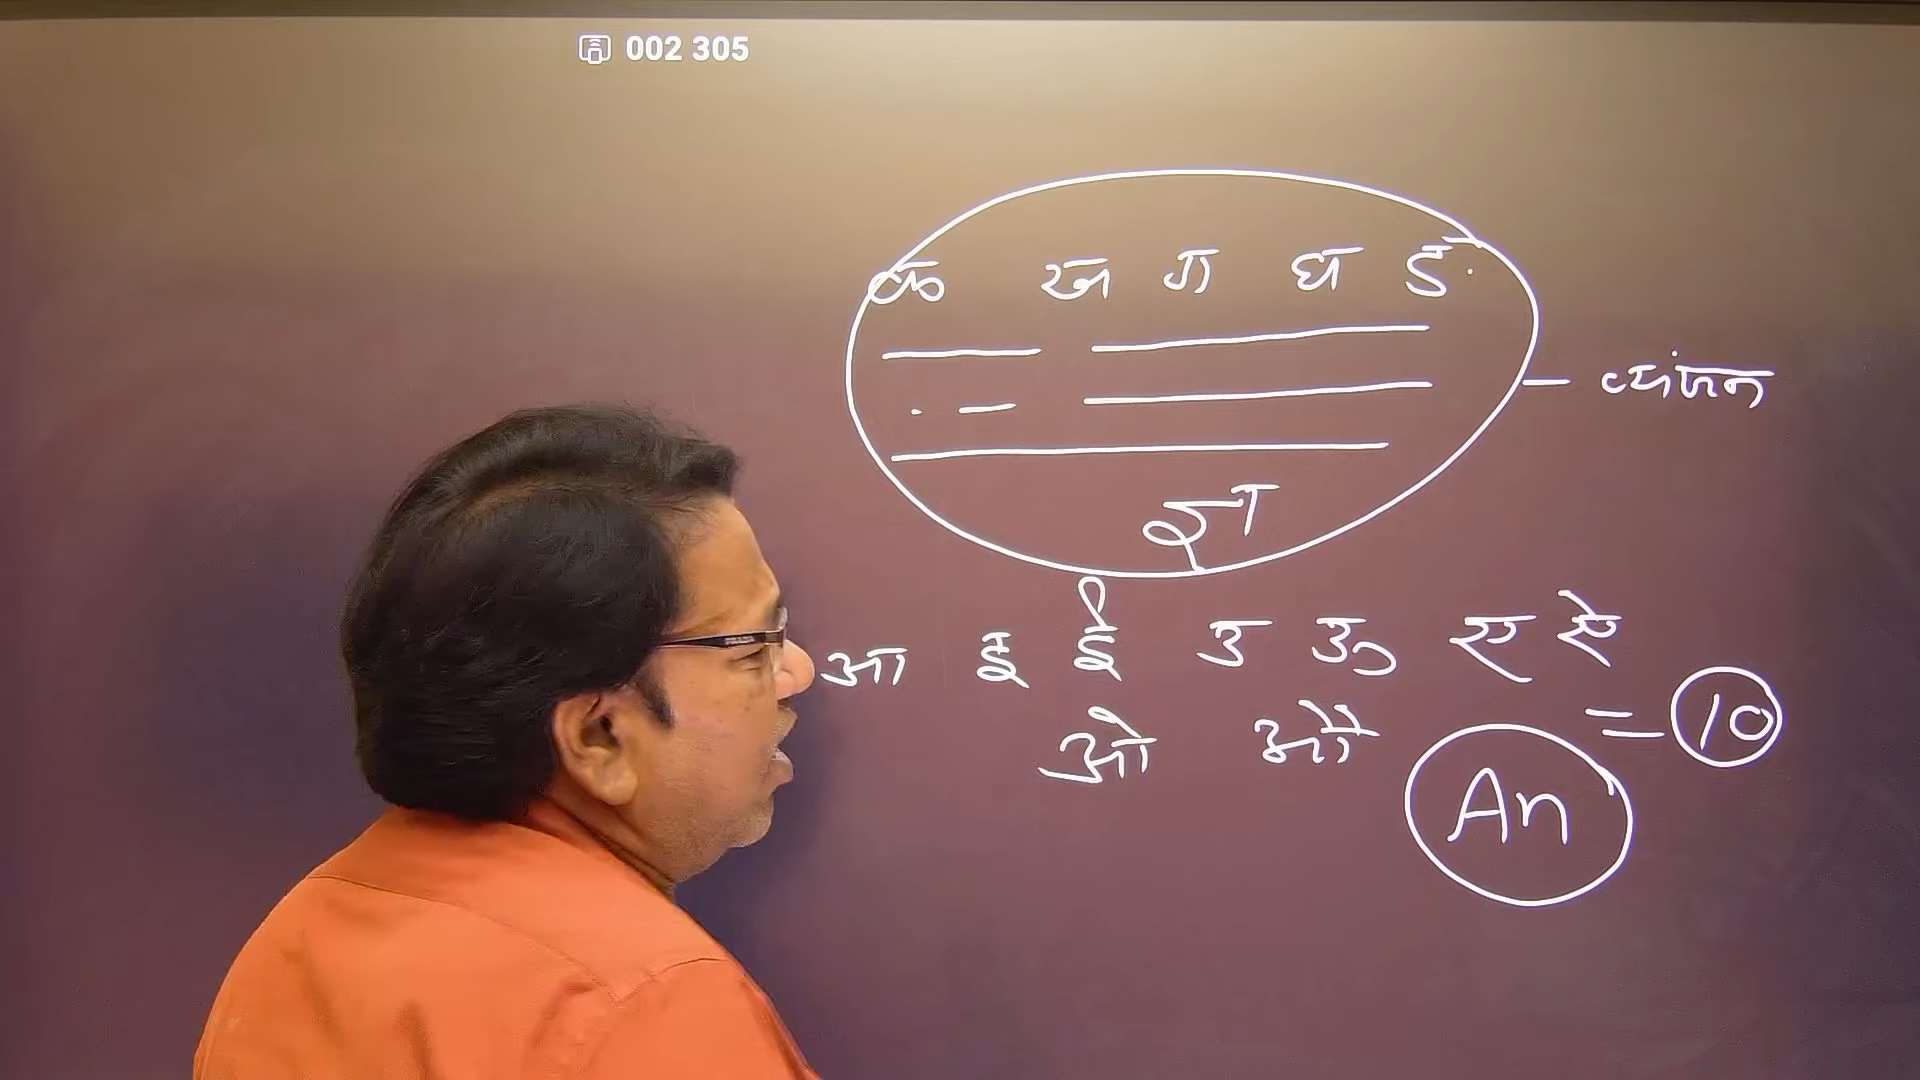 002 305
क ख ग घ ङ
व्यंजन
ज्ञ
आ इ ई उ ऊ ए ऐ
ओ औ = 10
An